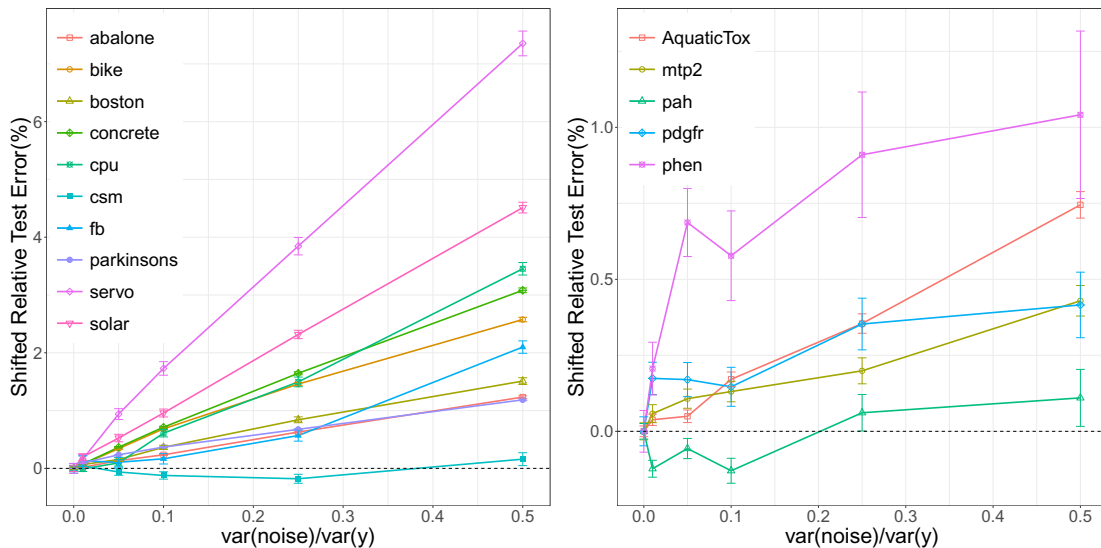 Shifted Relative Test Error(%)
6
4
2
0
abalone
bike
boston
concrete
cpu
csm
fb
parkinsons
servo
solar
0.0
0.1
0.2
0.3
0.4
0.5
var(noise)/var(y)
Shifted Relative Test Error(%)
1.0
0.5
0.0
AquaticTox
mtp2
pah
pdgfr
phen
0.0
0.1
0.2
0.3
0.4
0.5
var(noise)/var(y)